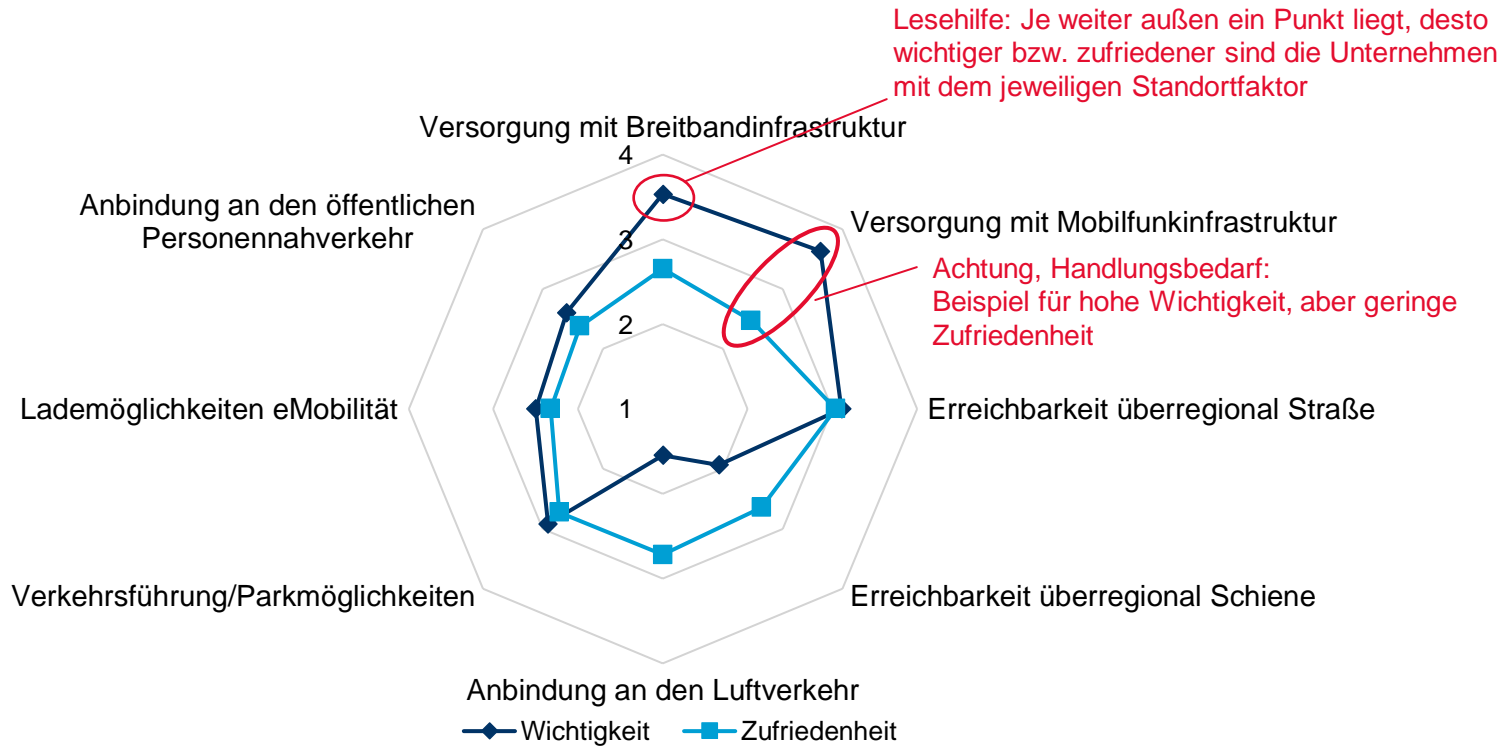 Lesehilfe: Je weiter außen ein Punkt liegt, desto
wichtiger bzw. zufriedener sind die Unternehmen
mit dem jeweiligen Standortfaktor
Versorgung mit Breitbandinfrastruktur
4
Anbindung an den öffentlichen
Personennahverkehr
Versorgung mit Mobilfunkinfrastruktur
3
Achtung, Handlungsbedarf:
Beispiel für hohe Wichtigkeit, aber geringe
Zufriedenheit
2
Lademöglichkeiten eMobilität
1
Erreichbarkeit überregional Straße
Verkehrsführung/Parkmöglichkeiten
Erreichbarkeit überregional Schiene
Anbindung an den Luftverkehr
Wichtigkeit
Zufriedenheit